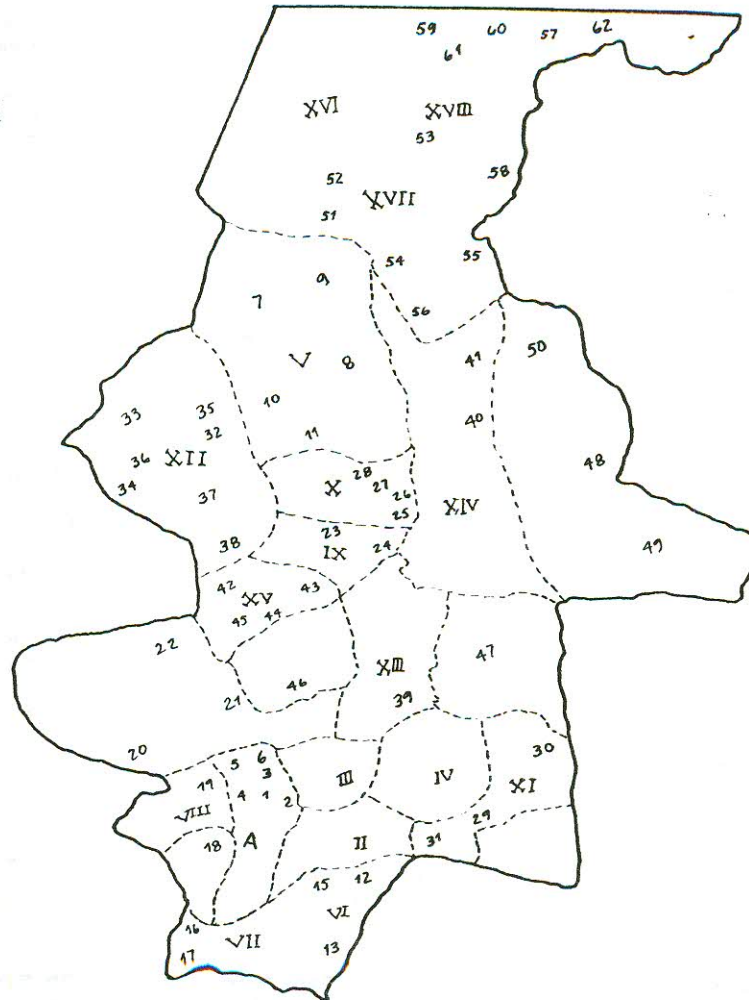 59 60 57 62
61
XVI XVIII
53
52 58
XVII
51
54 55
9
7
56
41 50
V 8
10 40
33 35
32 11
36 XII 28 48
34 X 27
37 26
25 XIV
23
38 IX 24 49
42 43
XV
45 44
22 47
46 XIII
21 39
20 30
5 6
3 III IV XI
19 4 1 2
VIII 29
18 A II 31
15 12
16 VI
VII
17 13